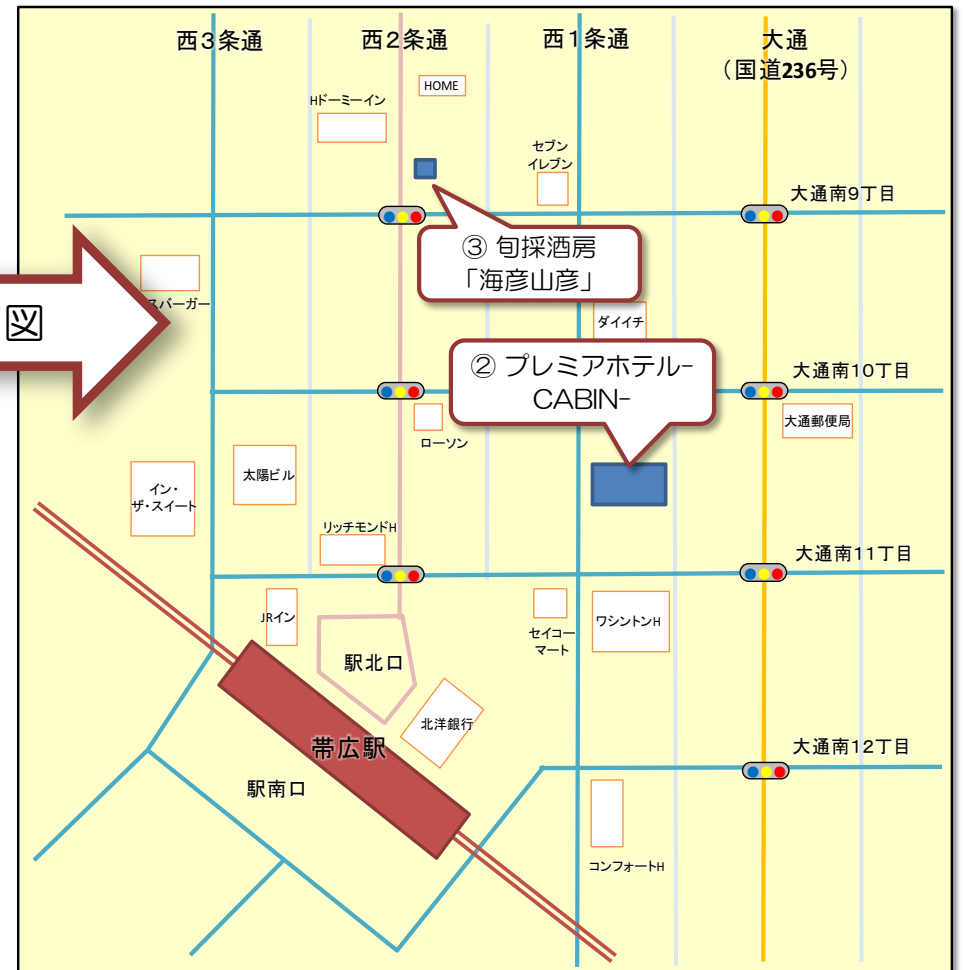 西3条通
西2条通
西1条通
大通
（国道236号）
HOME
Hドーミーイン
セブン
イレブン
大通南9丁目
③ 旬採酒房
「海彦山彦」
スバーガー
図
ダイイチ
② プレミアホテル-
CABIN-
大通南10丁目
大通郵便局
ローソン
太陽ビル
イン・
ザ・スイート
リッチモンドH
大通南11丁目
JRイン
セイコー
マート
ワシントンH
駅北口
北洋銀行
帯広駅
大通南12丁目
駅南口
コンフォートH